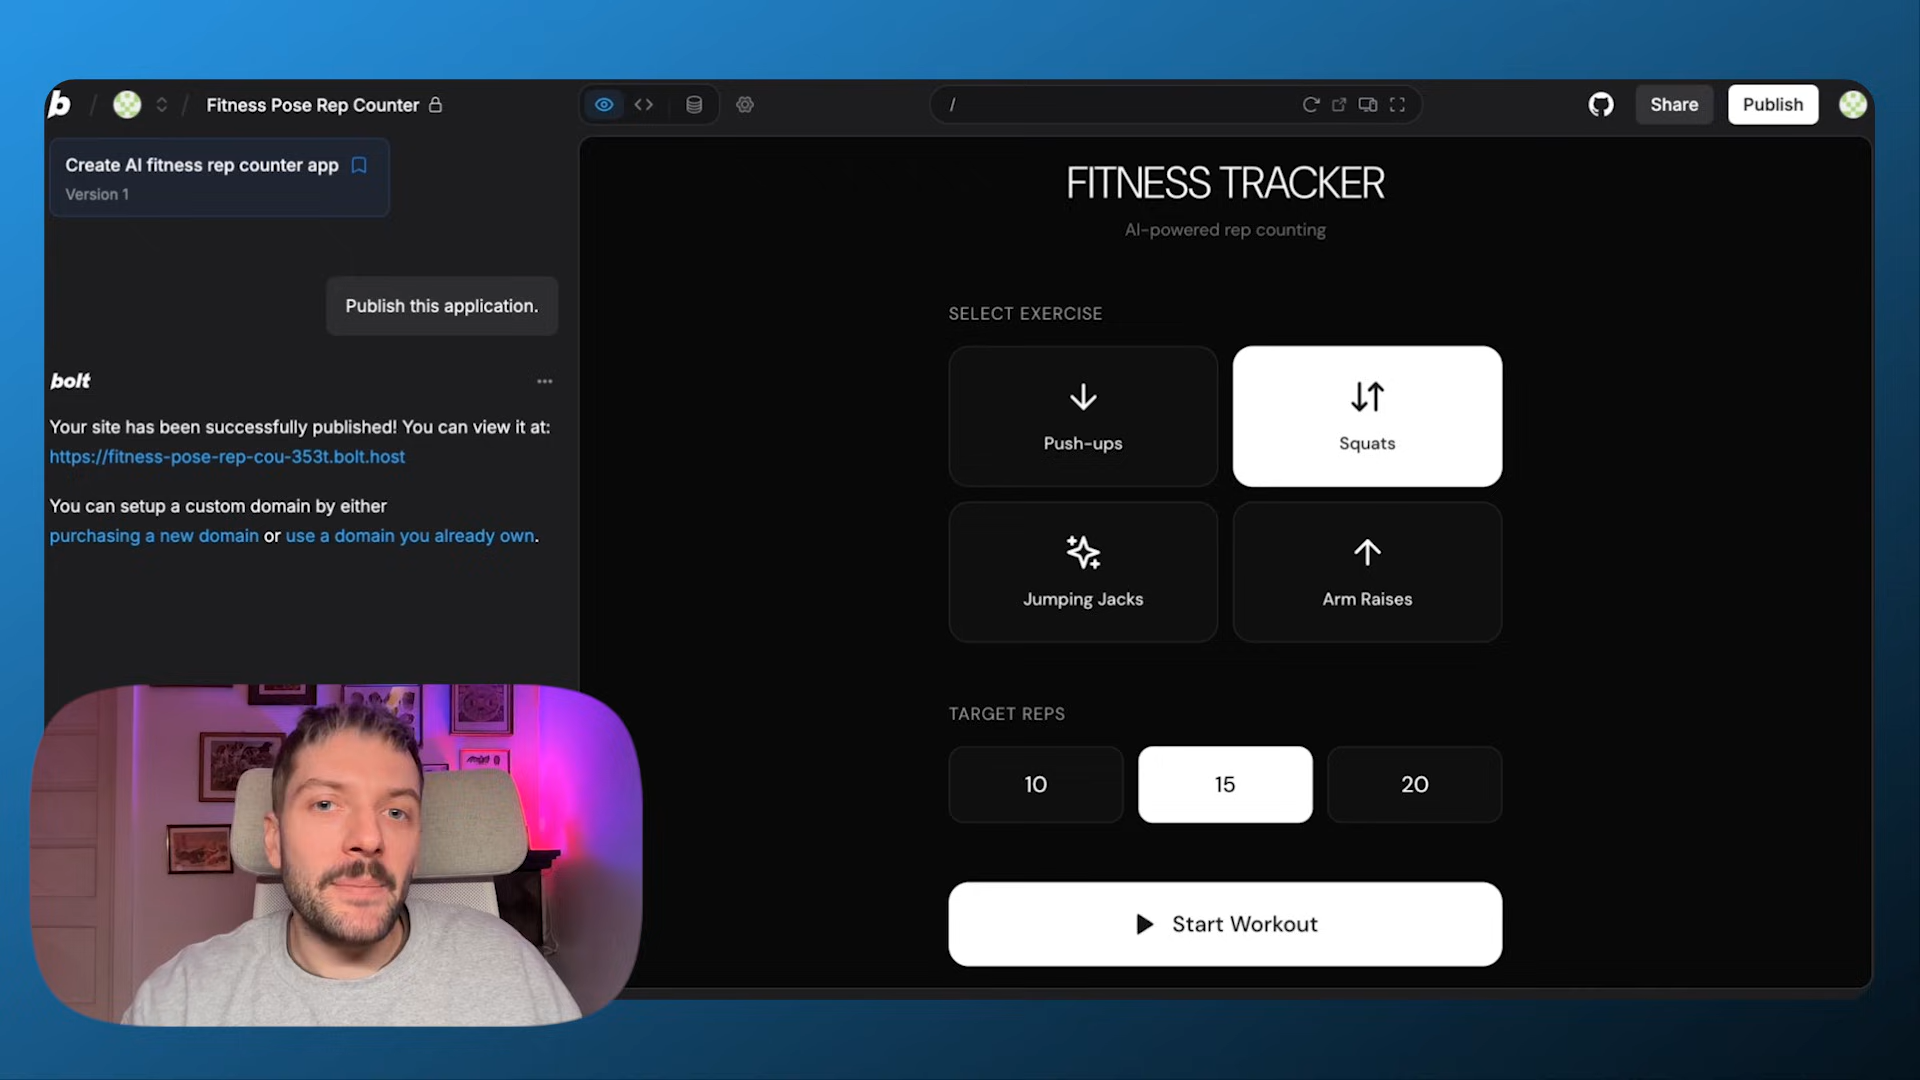 b / / Fitness Pose Rep Counter
/
Share
Publish
Create AI fitness rep counter app
Version 1
Publish this application.
bolt
Your site has been successfully published! You can view it at:
https://fitness-pose-rep-cou-353t.bolt.host
You can setup a custom domain by either
purchasing a new domain or use a domain you already own.
FITNESS TRACKER
AI-powered rep counting
SELECT EXERCISE
Push-ups
Squats
Jumping Jacks
Arm Raises
TARGET REPS
10
15
20
Start Workout